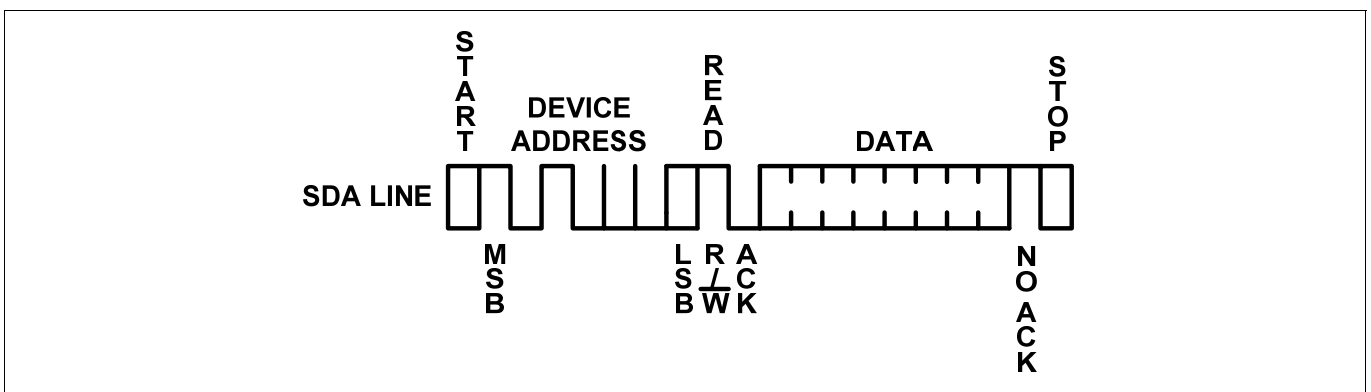 START
DEVICE
ADDRESS
READ
DATA
STOP
SDA LINE
MSB
LSB
R/W
ACK
NO ACK